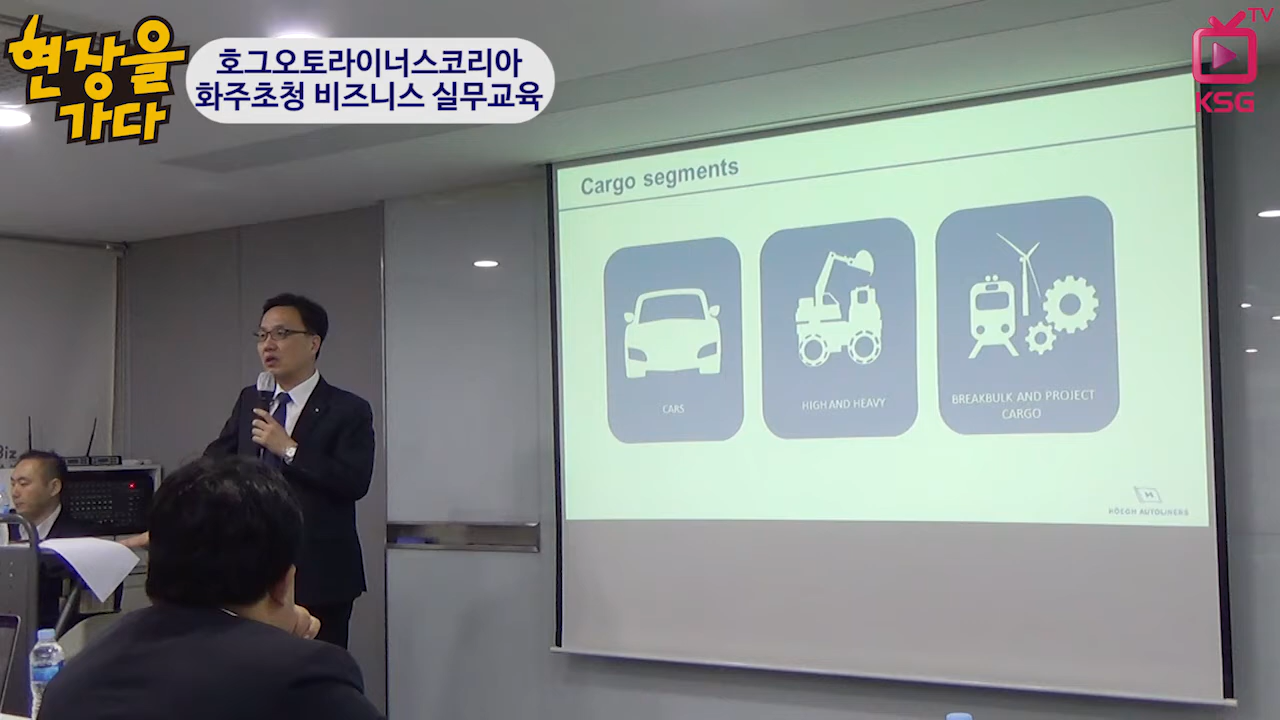 현장을
가다
호그오토라이너스코리아
화주초청 비즈니스 실무교육
TV
KSG
Cargo segments
CARS
HIGH AND HEAVY
BREAKBULK AND PROJECT
CARGO
HÖEGH AUTOLINERS
Biz